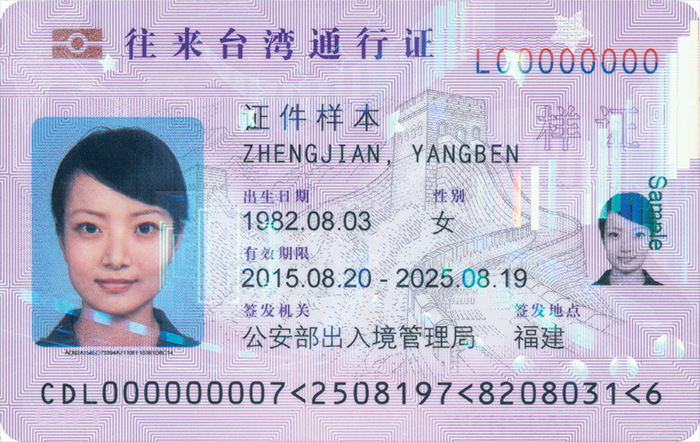 往来台湾通行证
L00000000
证件样本
样证
ZHENGJIAN, YANGBEN
出生日期 性别
1982.08.03 女
Sample
有效期限
2015.08.20 - 2025.08.19
签发机关 签发地点
公安部出入境管理局 福建
CDL000000007<2508197<8208031<6